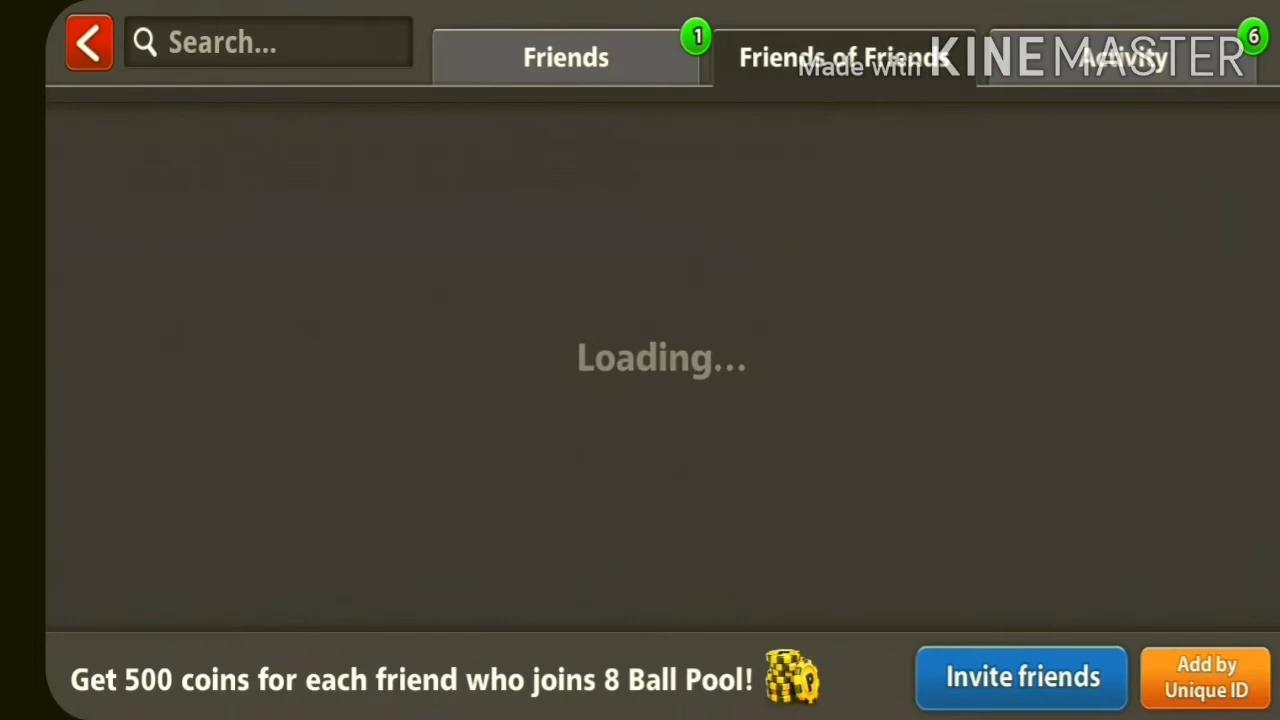 Search...
Friends
1
Friends of Friends
Activity
6
Made with KINEMASTER
Loading...
Get 500 coins for each friend who joins 8 Ball Pool!
Invite friends
Add by
Unique ID